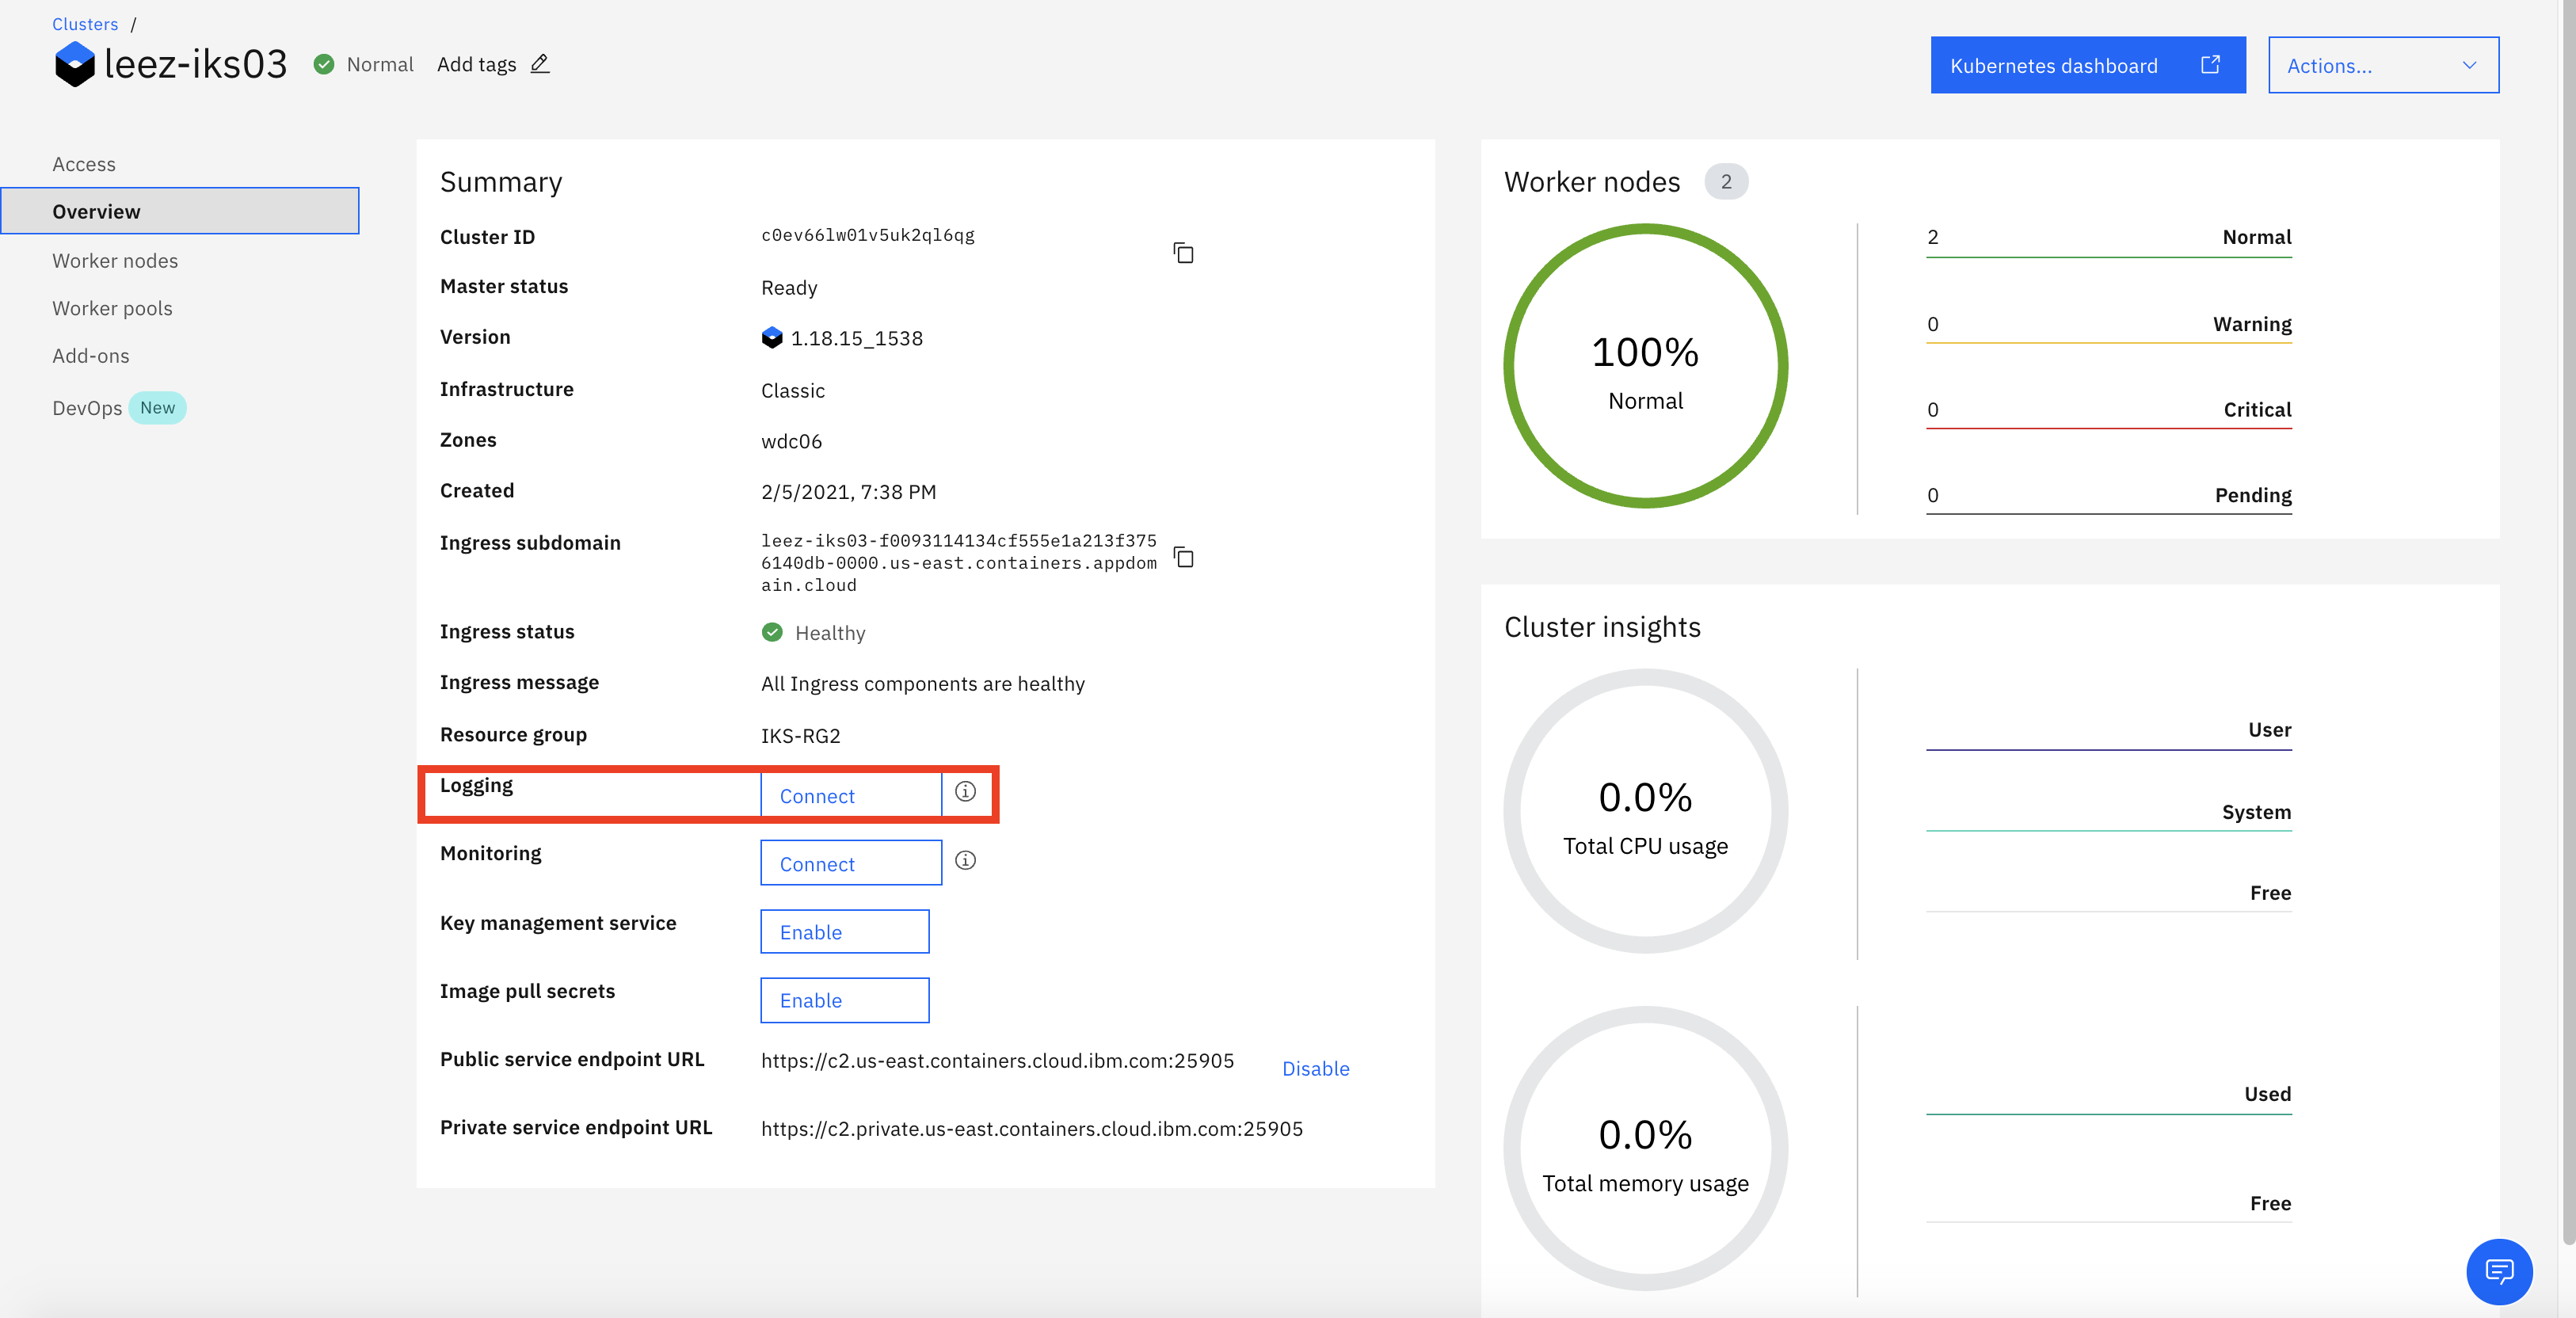 Clusters /
leez-iks03 Normal Add tags
Kubernetes dashboard Actions...
Access
Overview
Worker nodes
Worker pools
Add-ons
DevOps New
Summary
Cluster ID c0ev66lw01v5uk2ql6qg
Master status Ready
Version 1.18.15_1538
Infrastructure Classic
Zones wdc06
Created 2/5/2021, 7:38 PM
Ingress subdomain leez-iks03-f0093114134cf555e1a213f375
6140db-0000.us-east.containers.appdom
ain.cloud
Ingress status Healthy
Ingress message All Ingress components are healthy
Resource group IKS-RG2
Logging Connect
Monitoring Connect
Key management service Enable
Image pull secrets Enable
Public service endpoint URL https://c2.us-east.containers.cloud.ibm.com:25905 Disable
Private service endpoint URL https://c2.private.us-east.containers.cloud.ibm.com:25905
Worker nodes 2
100%
Normal
2 Normal
0 Warning
0 Critical
0 Pending
Cluster insights
0.0%
Total CPU usage
User
System
Free
0.0%
Total memory usage
Used
Free